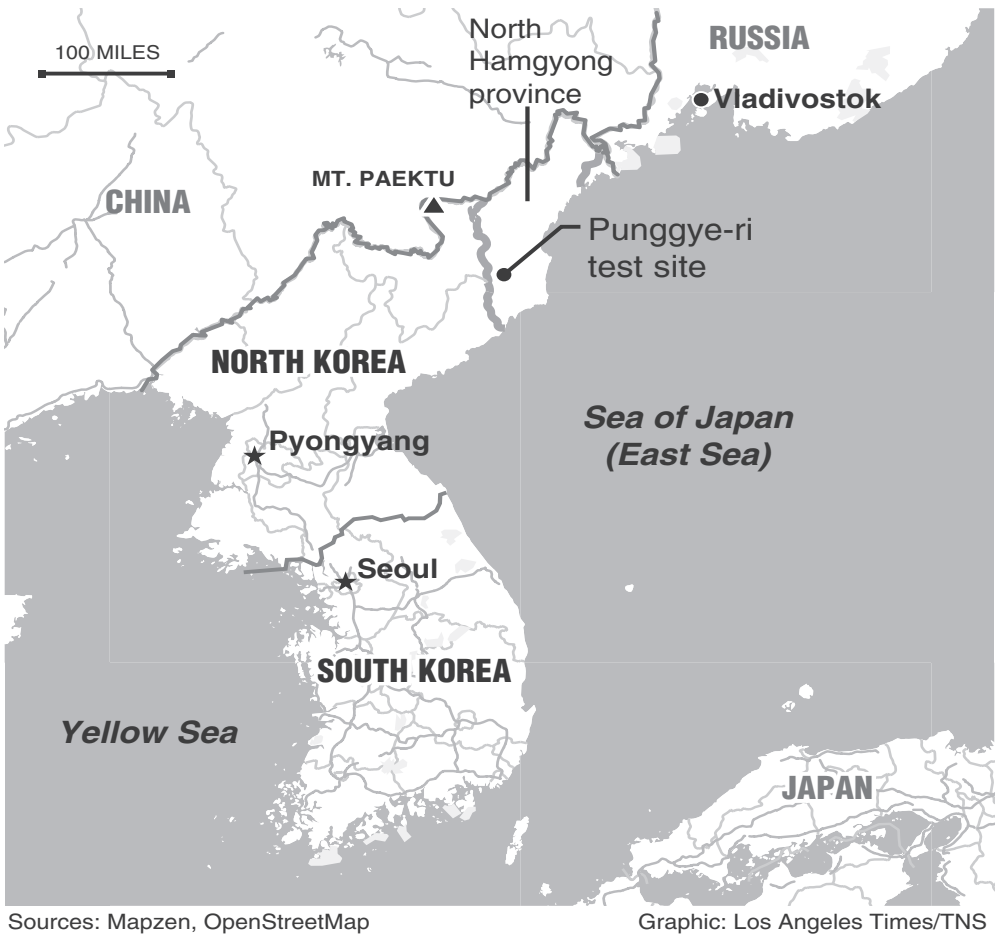 100 MILES
North
Hamgyong
province
RUSSIA
Vladivostok
MT. PAEKTU
CHINA
Punggye-ri
test site
NORTH KOREA
Sea of Japan
(East Sea)
Pyongyang
Seoul
SOUTH KOREA
Yellow Sea
JAPAN
Sources: Mapzen, OpenStreetMap
Graphic: Los Angeles Times/TNS